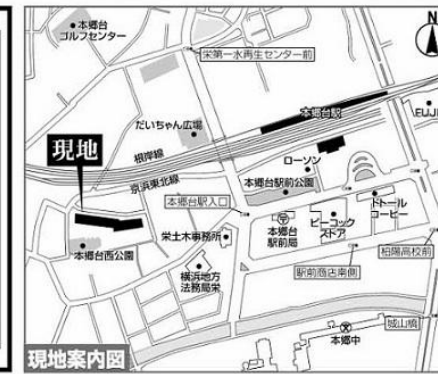 本郷台
ゴルフセンター
栄第一水再生センター前
N
本郷台駅
だいちゃん広場
FUJI
現地
根岸線
ローソン
京浜東北線
本郷台駅前公園
本郷台駅入口
ドトール
コーヒー
栄土木事務所
本郷台
駅前局
ピーコック
ストア
本郷台西公園
柏陽高校前
横浜地方
法務局栄
駅前商店南側
城山橋
本郷中
現地案内図